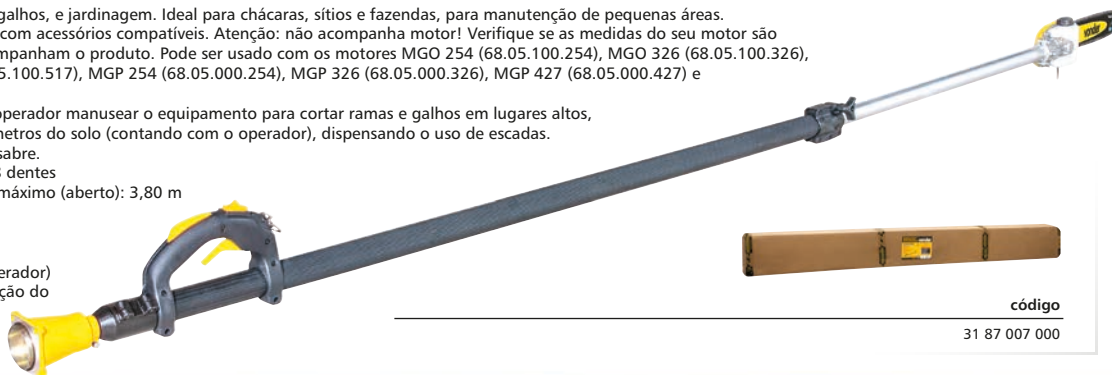 galhos, e jardinagem. Ideal para chácaras, sítios e fazendas, para manutenção de pequenas áreas.
com acessórios compatíveis. Atenção: não acompanha motor! Verifique se as medidas do seu motor são
mpanham o produto. Pode ser usado com os motores MGO 254 (68.05.100.254), MGO 326 (68.05.100.326),
5.100.517), MGP 254 (68.05.000.254), MGP 326 (68.05.000.326), MGP 427 (68.05.000.427) e
operador manusear o equipamento para cortar ramas e galhos em lugares altos,
netros do solo (contando com o operador), dispensando o uso de escadas.
sabre.
dentes
máximo (aberto): 3,80 m
erador)
ção do
vonder
código
31 87 007 000